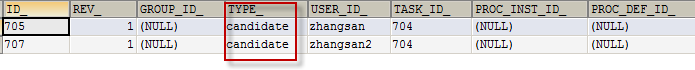 ID_ REV_ GROUP_ID_ TYPE_ USER_ID_ TASK_ID_ PROC_INST_ID_ PROC_DEF_ID_
705 1 (NULL) candidate zhangsan 704 (NULL) (NULL)
707 1 (NULL) candidate zhangsan2 704 (NULL) (NULL)